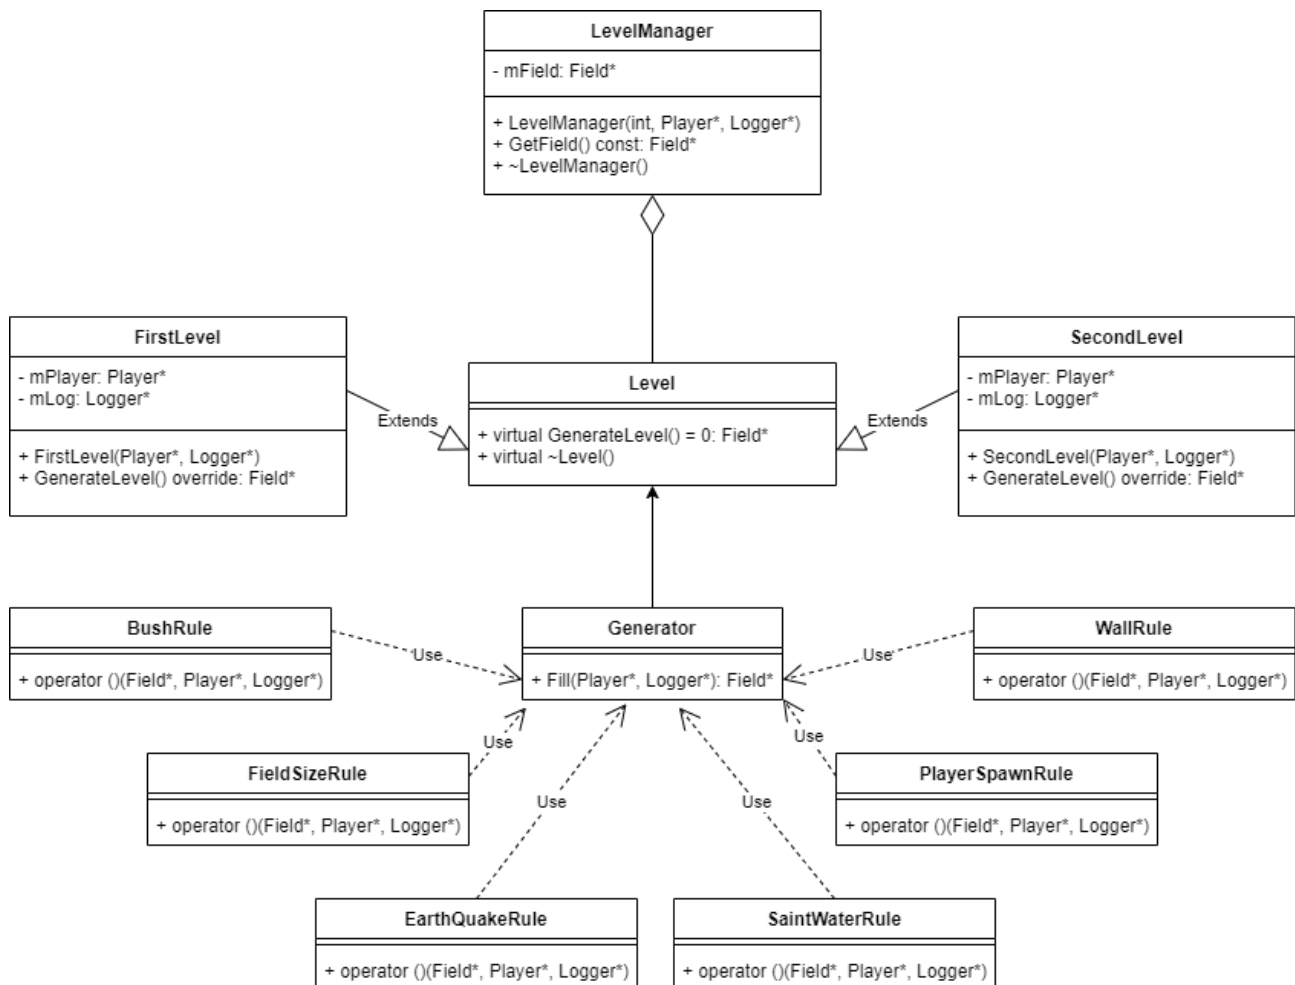 LevelManager
- mField: Field*
+ LevelManager(int, Player*, Logger*)
+ GetField() const: Field*
+ ~LevelManager()
FirstLevel
- mPlayer: Player*
- mLog: Logger*
+ FirstLevel(Player*, Logger*)
+ GenerateLevel() override: Field*
Extends
Level
+ virtual GenerateLevel() = 0: Field*
+ virtual ~Level()
Extends
SecondLevel
- mPlayer: Player*
- mLog: Logger*
+ SecondLevel(Player*, Logger*)
+ GenerateLevel() override: Field*
BushRule
+ operator ()(Field*, Player*, Logger*)
Use
Generator
+ Fill(Player*, Logger*): Field*
Use
WallRule
+ operator ()(Field*, Player*, Logger*)
FieldSizeRule
+ operator ()(Field*, Player*, Logger*)
Use
Use
Use
Use
PlayerSpawnRule
+ operator ()(Field*, Player*, Logger*)
EarthQuakeRule
+ operator ()(Field*, Player*, Logger*)
SaintWaterRule
+ operator ()(Field*, Player*, Logger*)